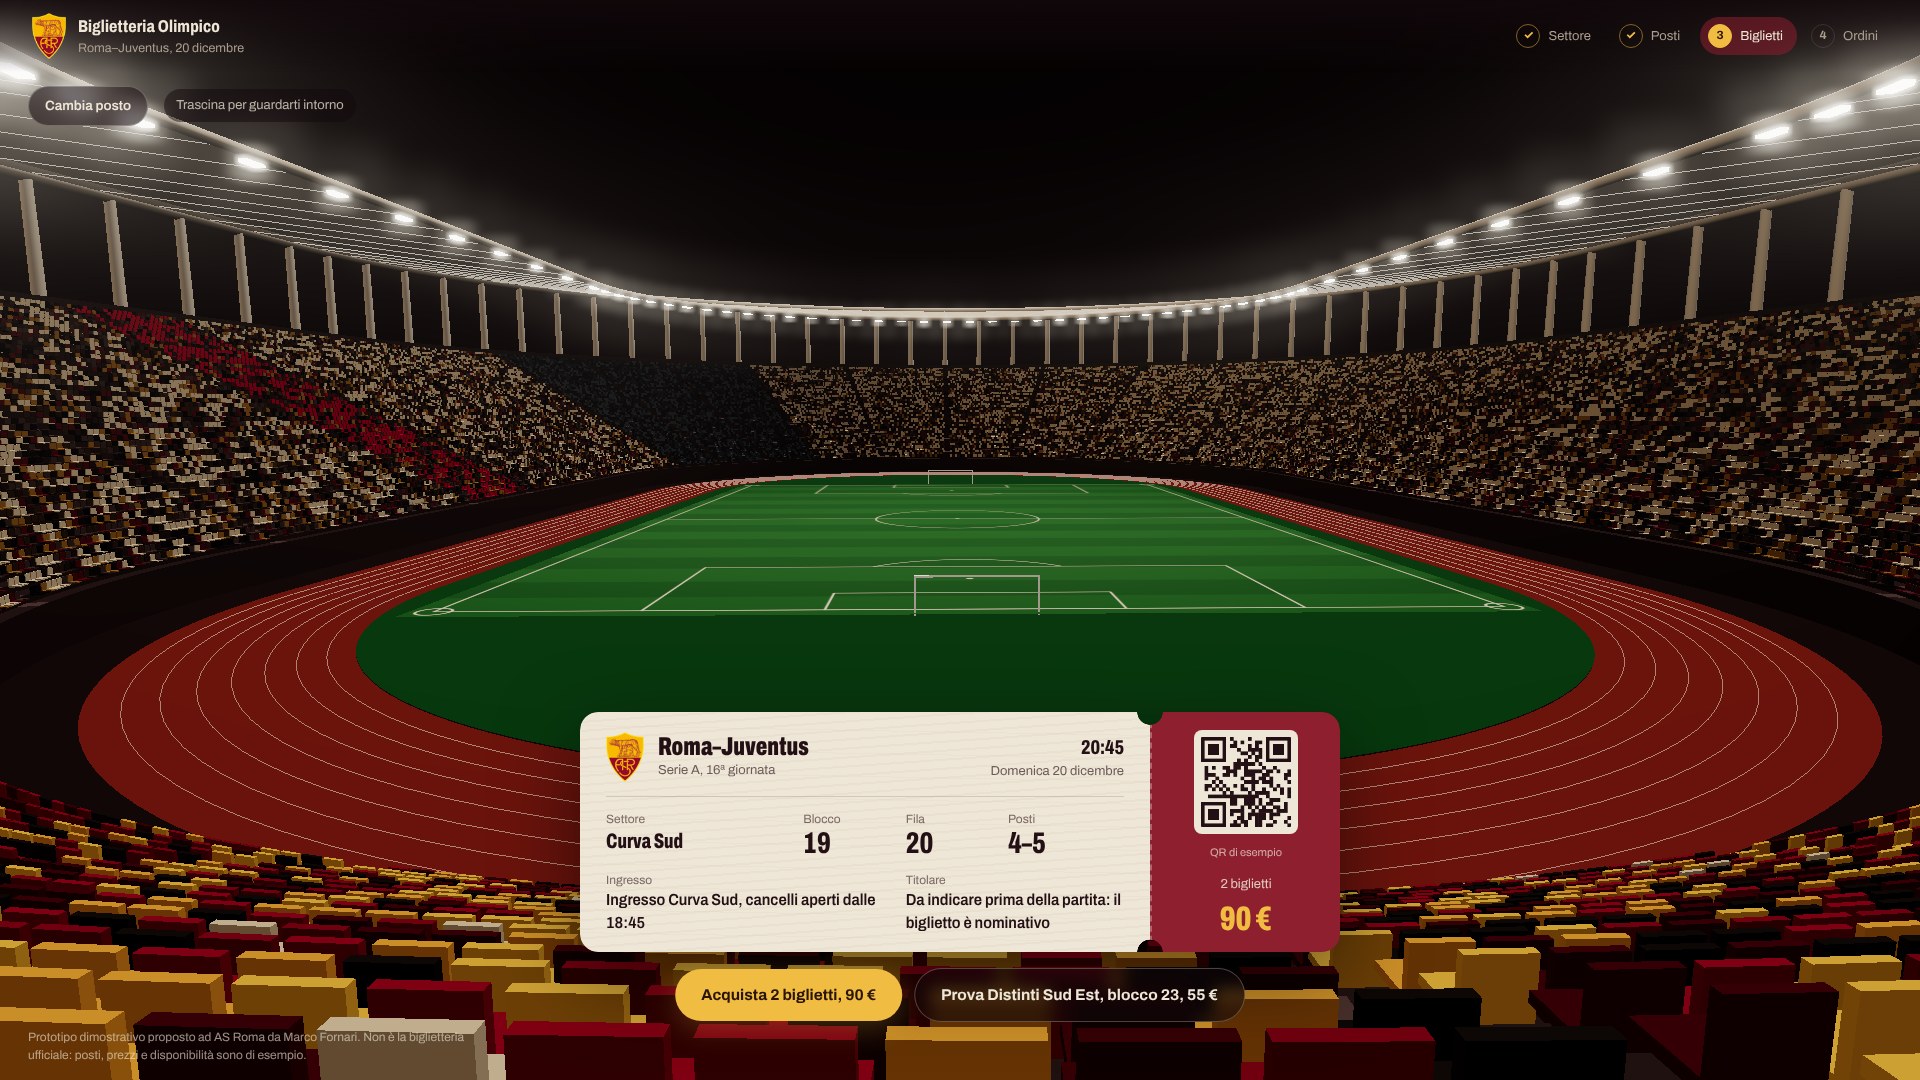 Biglietteria Olimpico
Roma–Juventus, 20 dicembre
Settore
Posti
3 Biglietti
4 Ordini
Cambia posto
Trascina per guardarti intorno
Roma–Juventus
Serie A, 16ª giornata
20:45
Domenica 20 dicembre
Settore
Curva Sud
Blocco
19
Fila
20
Posti
4–5
Ingresso
Ingresso Curva Sud, cancelli aperti dalle
18:45
Titolare
Da indicare prima della partita: il
biglietto è nominativo
QR di esempio
2 biglietti
90 €
Acquista 2 biglietti, 90 €
Prova Distinti Sud Est, blocco 23, 55 €
Prototipo dimostrativo proposto ad AS Roma da Marco Fornari. Non è la biglietteria
ufficiale: posti, prezzi e disponibilità sono di esempio.